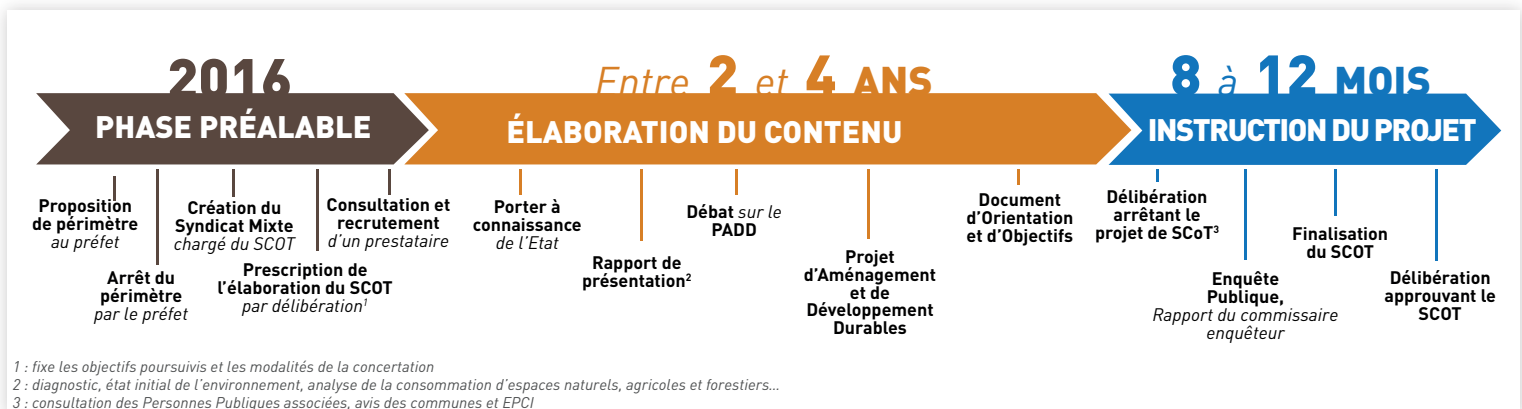 2016
PHASE PRÉALABLE
Proposition
de périmètre
au préfet
Arrêt du
périmètre
par le préfet
Création du
Syndicat Mixte
chargé du SCOT
Prescription de
l'élaboration du SCOT
par délibération¹
Consultation et
recrutement
d'un prestataire
Entre 2 et 4 ANS
ÉLABORATION DU CONTENU
Porter à
connaissance
de l'Etat
Rapport de
présentation²
Débat sur le
PADD
Projet
d'Aménagement
et de
Développement
Durables
Document
d'Orientation
et d'Objectifs
8 à 12 MOIS
INSTRUCTION DU PROJET
Délibération
arrêtant le
projet de SCoT³
Enquête
Publique,
Rapport du commissaire
enquêteur
Finalisation
du SCOT
Délibération
approuvant le
SCOT
1 : fixe les objectifs poursuivis et les modalités de la concertation
2 : diagnostic, état initial de l'environnement, analyse de la consommation d'espaces naturels, agricoles et forestiers...
3 : consultation des Personnes Publiques associées, avis des communes et EPCI